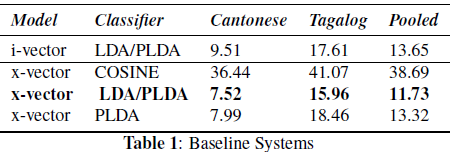 Model Classifier Cantonese Tagalog Pooled
i-vector LDA/PLDA 9.51 17.61 13.65
x-vector COSINE 36.44 41.07 38.69
x-vector LDA/PLDA 7.52 15.96 11.73
x-vector PLDA 7.99 18.46 13.32
Table 1: Baseline Systems